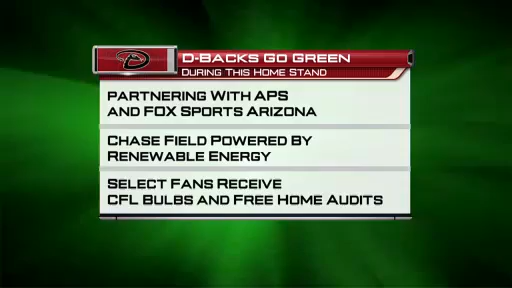 D-BACKS GO GREEN
DURING THIS HOME STAND
PARTNERING WITH APS
AND FOX SPORTS ARIZONA
CHASE FIELD POWERED BY
RENEWABLE ENERGY
SELECT FANS RECEIVE
CFL BULBS AND FREE HOME AUDITS